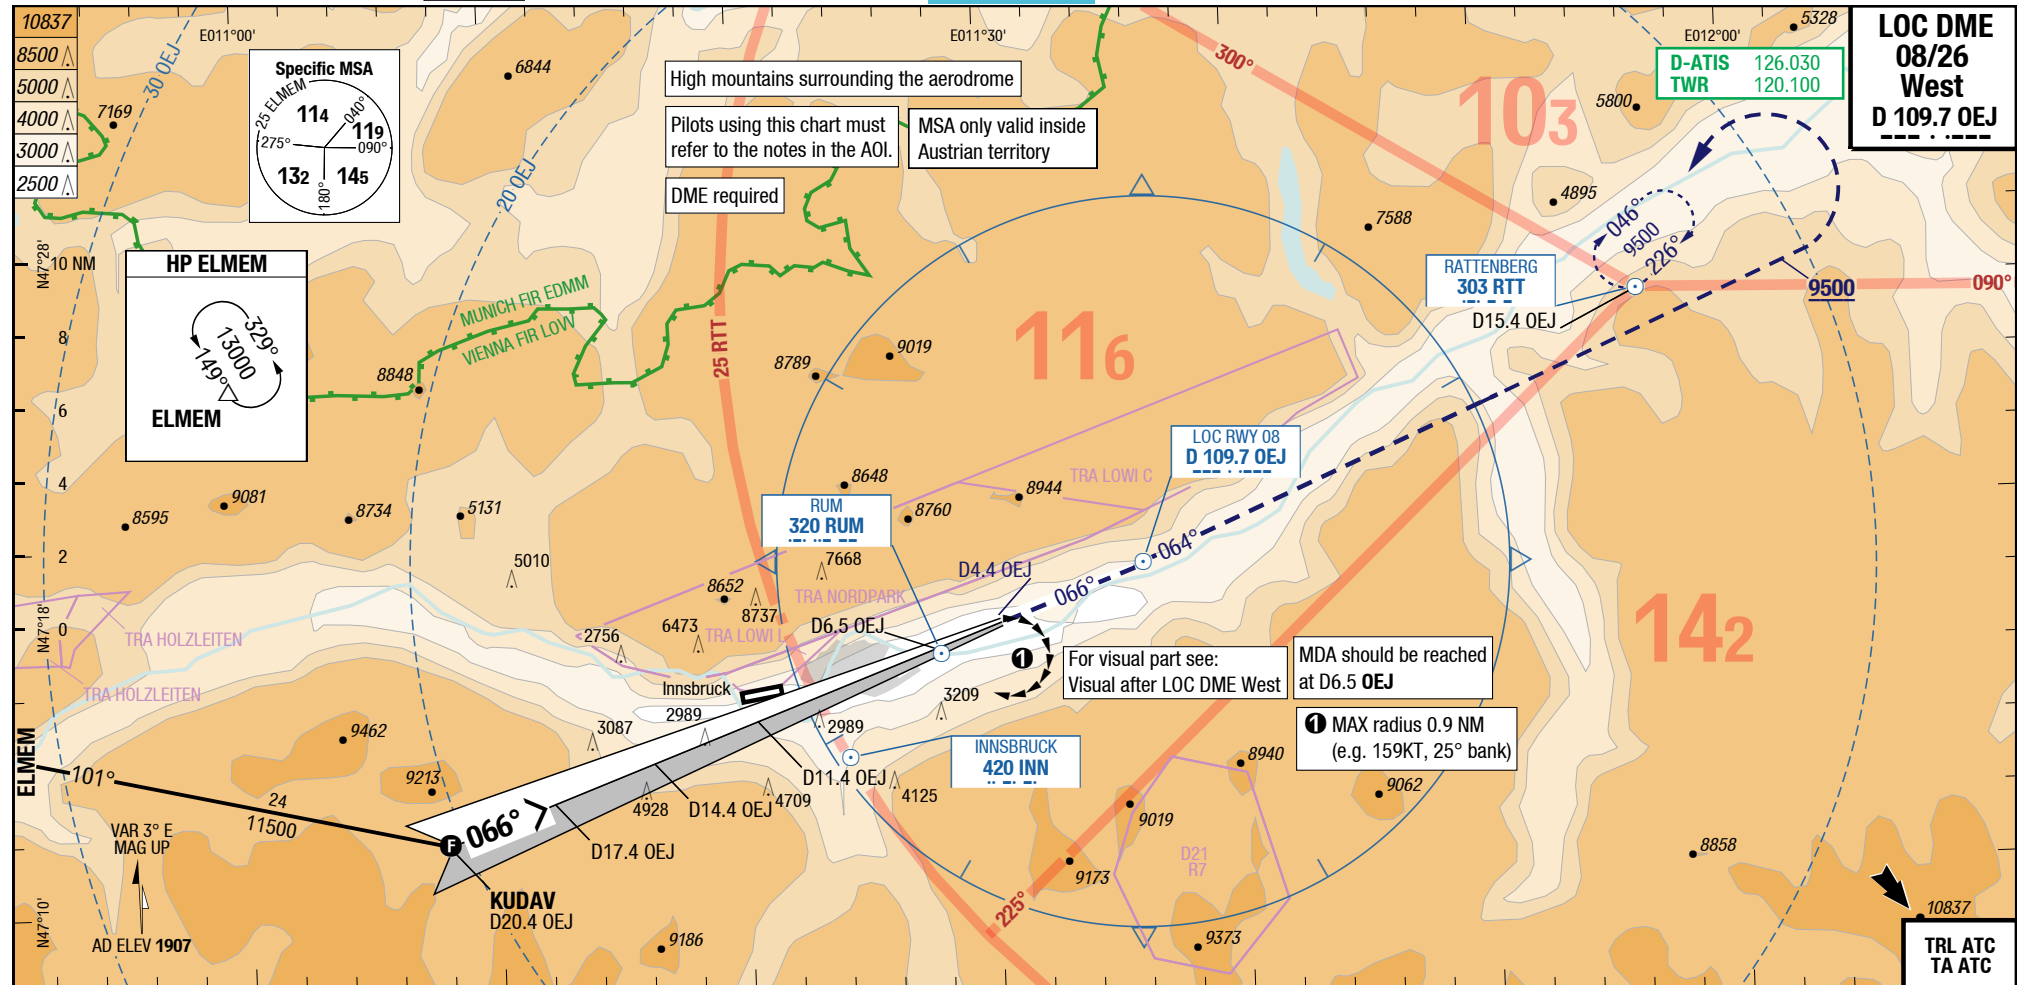 10837
8500
5000
4000
3000
2500
7169
30 OEJ
E011°00'
Specific MSA
25 ELMEM
114
040°
119
275°
090°
132
145
180°
6844
20 OEJ
High mountains surrounding the aerodrome
Pilots using this chart must
refer to the notes in the AOI.
MSA only valid inside
Austrian territory
DME required
E011°30'
300°
103
E012°00'
5328
D-ATIS 126.030
TWR 120.100
5800
LOC DME
08/26
West
D 109.7 OEJ
4895
7588
046°
9500
226°
RATTENBERG
303 RTT
D15.4 OEJ
9500
090°
N47°28'
10 NM
HP ELMEM
329°
13000
149°
ELMEM
MUNICH FIR EDMM
VIENNA FIR LOVV
25 RTT
8848
8789
9019
116
8
6
4
2
0
LOC RWY 08
D 109.7 OEJ
TRA LOWI C
8648
8944
8760
RUM
320 RUM
9081
8595
8734
5131
5010
7668
8652
8737
TRA NORDPARK
D4.4 OEJ
066°
064°
142
N47°18'
TRA HOLZLEITEN
TRA HOLZLEITEN
2756
6473
TRA LOWI L
D6.5 OEJ
1
For visual part see:
Visual after LOC DME West
MDA should be reached
at D6.5 OEJ
1 MAX radius 0.9 NM
(e.g. 159KT, 25° bank)
Innsbruck
2989
3087
2989
3209
INNSBRUCK
420 INN
ELMEM
101°
24
11500
9462
9213
D11.4 OEJ
4125
4709
4928
D14.4 OEJ
D17.4 OEJ
F
066°
KUDAV
D20.4 OEJ
8940
9062
9019
D21
R7
9173
225°
8858
9186
9373
10837
VAR 3° E
MAG UP
AD ELEV 1907
N47°10'
TRL ATC
TA ATC